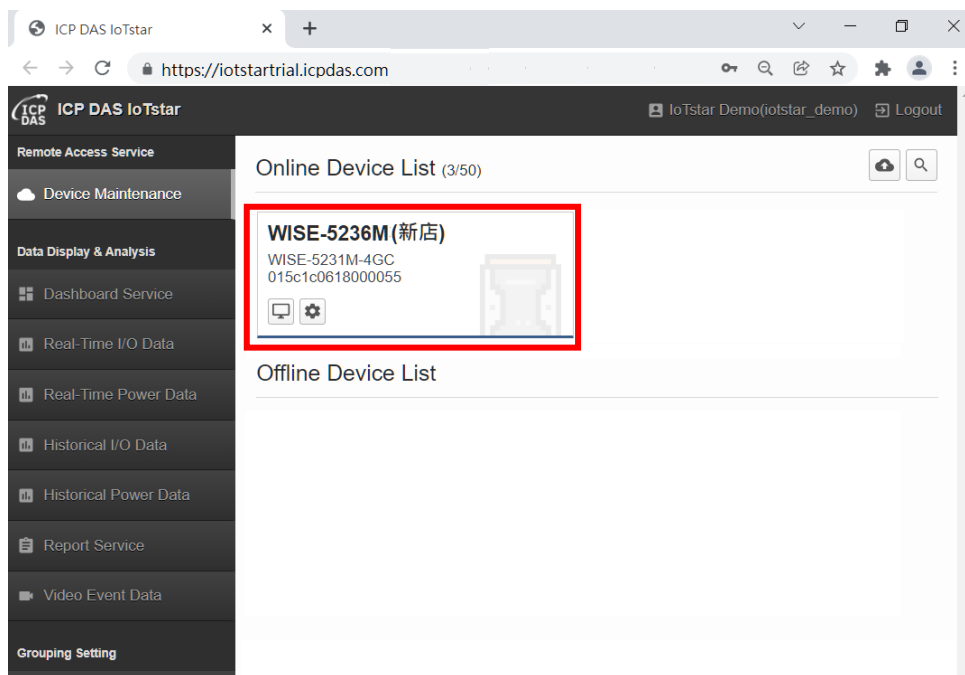 ICP DAS IoTstar
https://iotstartrial.icpdas.com
ICP DAS
ICP DAS IoTstar
IoTstar Demo(iotstar_demo)
Logout
Remote Access Service
Device Maintenance
Data Display & Analysis
Dashboard Service
Real-Time I/O Data
Real-Time Power Data
Historical I/O Data
Historical Power Data
Report Service
Video Event Data
Grouping Setting
Online Device List (3/50)
WISE-5236M(新店)
WISE-5231M-4GC
015c1c0618000055
Offline Device List